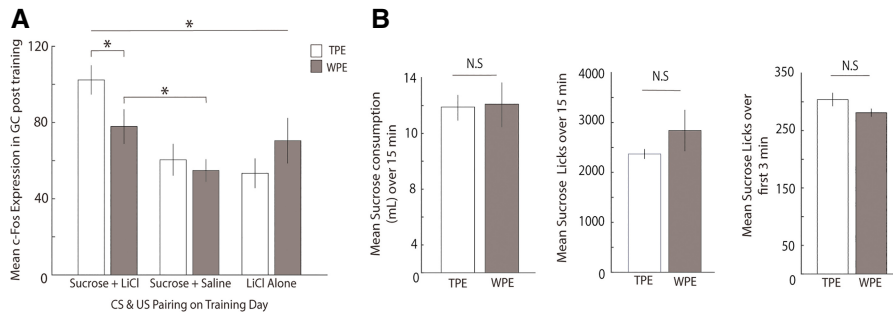 A
Mean c-Fos Expression in GC post training
120
80
40
0
*
*
*
TPE
WPE
Sucrose + LiCl
Sucrose + Saline
LiCl Alone
CS & US Pairing on Training Day
B
Mean Sucrose consumption
(mL) over 15 min
14
12
8
4
0
N.S
TPE
WPE
Mean Sucrose Licks over 15 min
4000
3000
2000
1000
0
N.S
TPE
WPE
Mean Sucrose Licks over
first 3 min
350
250
150
50
0
N.S
TPE
WPE